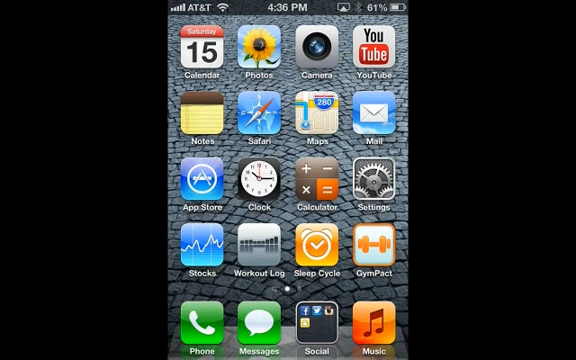 AT&T 4:36 PM 61%
Saturday
15
You
Tube
Calendar Photos Camera YouTube
280
Notes Safari Maps Mail
App Store Clock Calculator Settings
Stocks Workout Log Sleep Cycle GymPact
Phone Messages Social Music